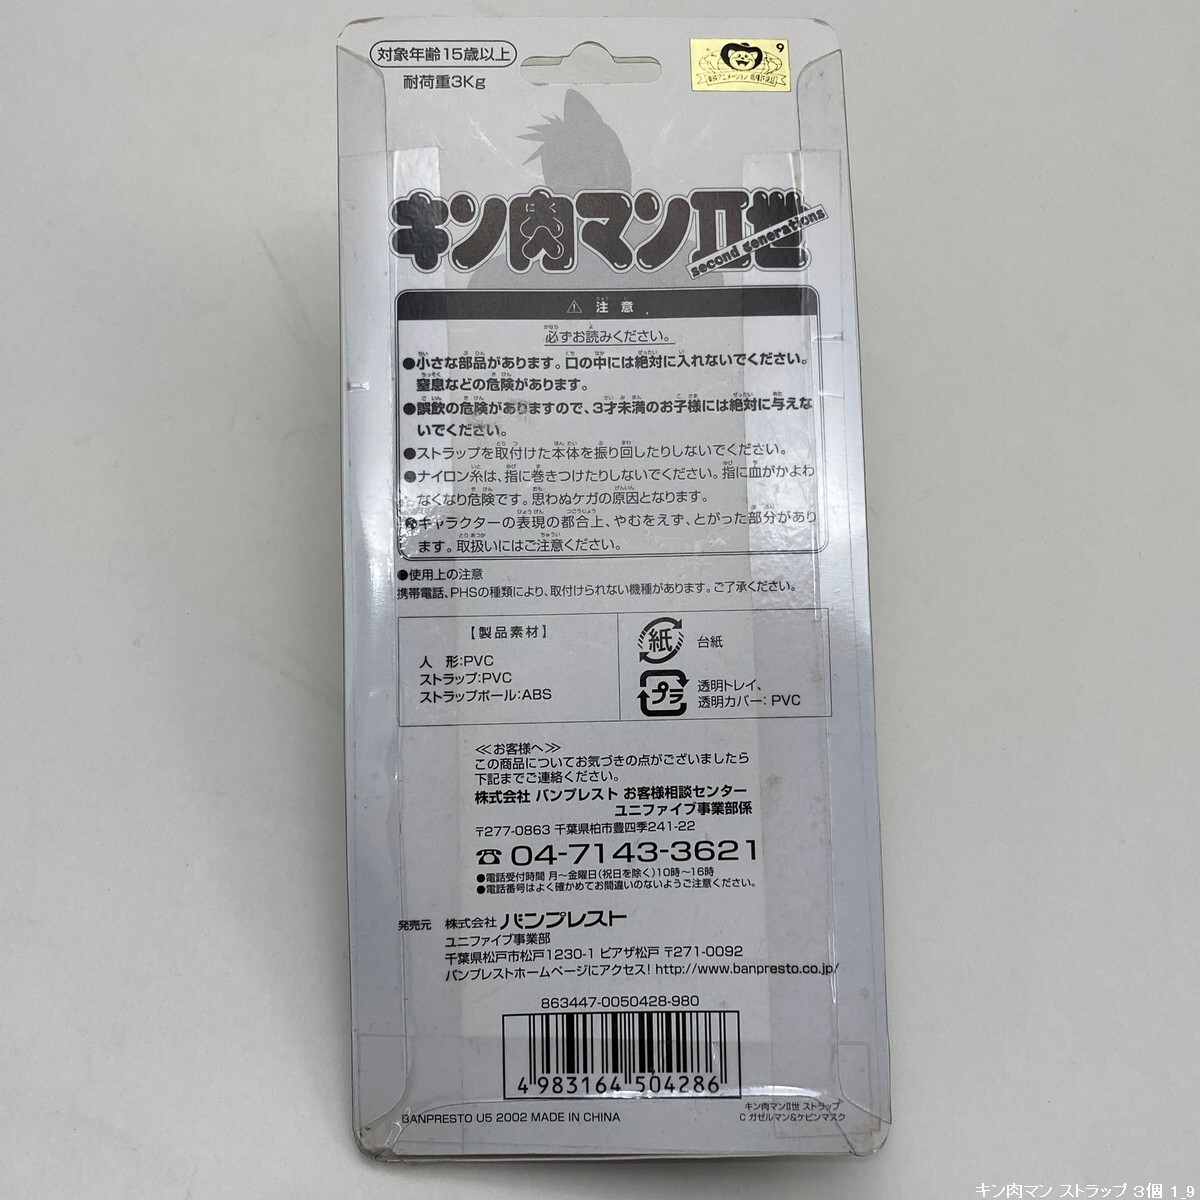 対象年齢15歳以上
耐荷重3Kg
9
東映アニメーション
キン肉マンⅡ世
second generations
⚠ 注意
必ずお読みください。
●小さな部品があります。口の中には絶対に入れないでください。
窒息などの危険があります。
●誤飲の危険がありますので、3才未満のお子様には絶対に与えな
いでください。
●ストラップを取付けた本体を振り回したりしないでください。
●ナイロン糸は、指に巻きつけたりしないでください。指に血がかよわ
なくなり危険です。思わぬケガの原因となります。
●キャラクターの表現の都合上、やむをえず、とがった部分があり
ます。取扱いにはご注意ください。
●使用上の注意
携帯電話、PHSの種類により、取付けられない機種があります。ご了承ください。
【製品素材】
人 形:PVC
ストラップ:PVC
ストラップボール:ABS
紙 台紙
プラ 透明トレイ、
透明カバー:PVC
≪お客様へ≫
この商品についてお気づきの点がございましたら
下記までご連絡ください。
株式会社 バンプレスト お客様相談センター
ユニファイブ事業部係
〒277-0863 千葉県柏市豊四季241-22
☎ 04-7143-3621
●電話受付時間 月～金曜日(祝日を除く)10時～16時
●電話番号はよく確かめてお間違いのないようご注意ください。
発売元 株式会社 バンプレスト
ユニファイブ事業部
千葉県松戸市松戸1230-1 ピアザ松戸 〒271-0092
バンプレストホームページにアクセス! http://www.banpresto.co.jp/
863447-0050428-980
4 983164 504286
BANPRESTO U5 2002 MADE IN CHINA
キン肉マンⅡ世 ストラップ
C ガゼルマン&ケビンマスク
キン肉マン ストラップ 3個 1_9